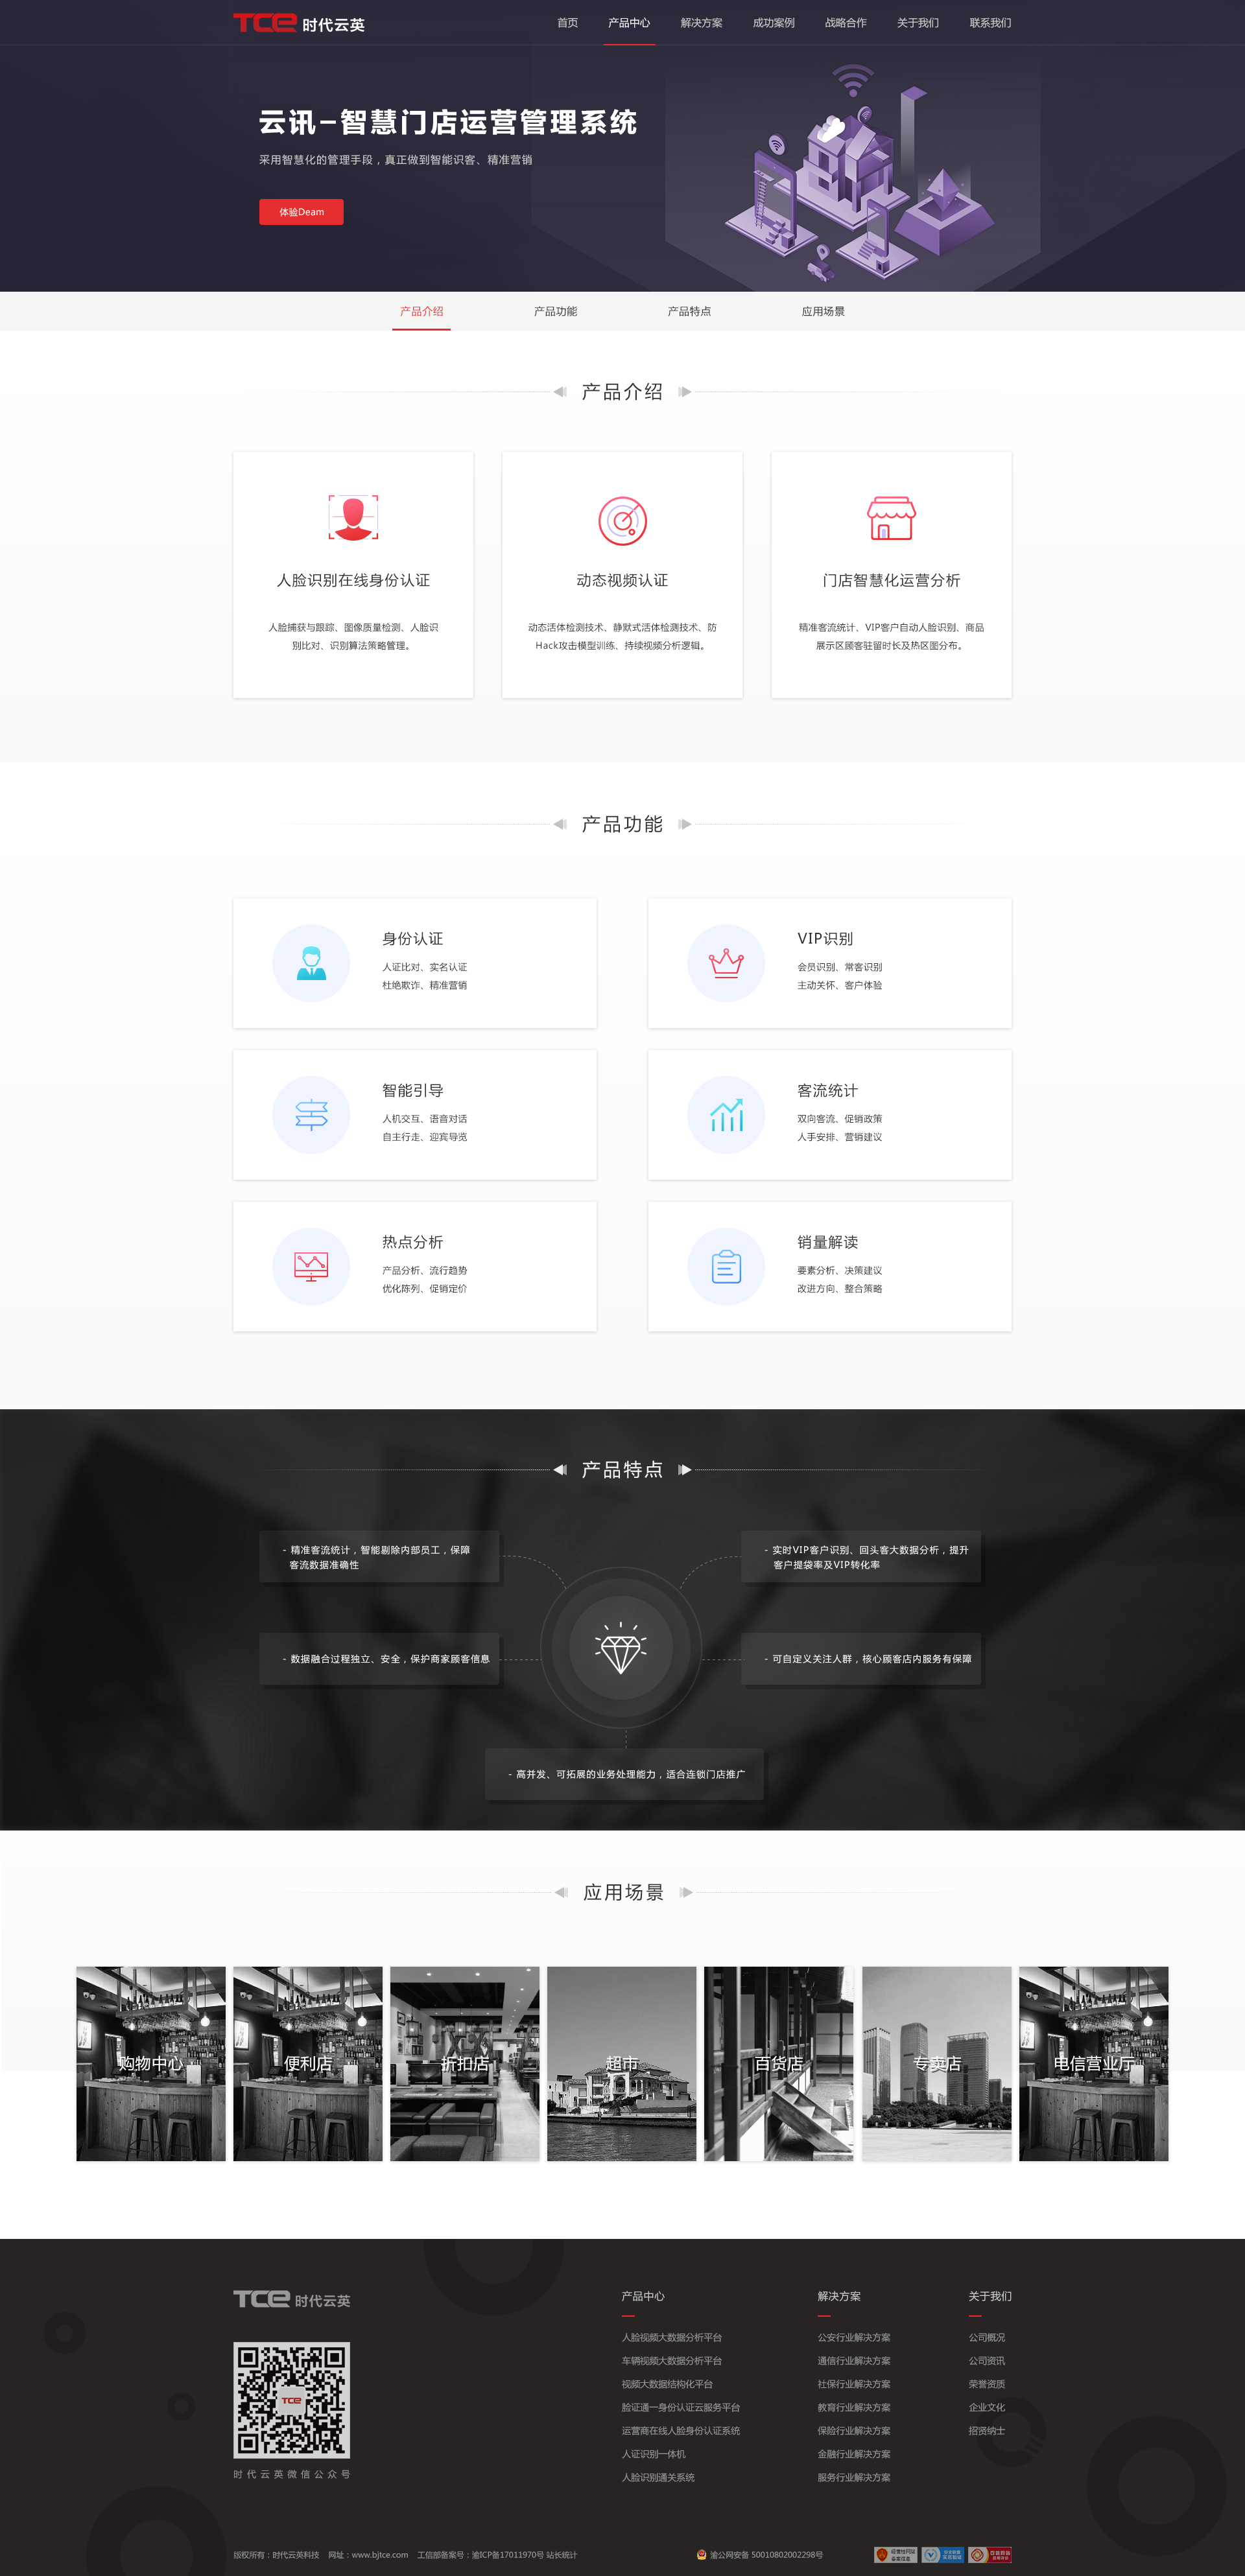 TCE 时代云英
首页 产品中心 解决方案 成功案例 战略合作 关于我们 联系我们
云讯-智慧门店运营管理系统
采用智慧化的管理手段，真正做到智能识客、精准营销
体验Deam
产品介绍 产品功能 产品特点 应用场景
产品介绍
人脸识别在线身份认证
人脸捕获与跟踪、图像质量检测、人脸识
别比对、识别算法策略管理。
动态视频认证
动态活体检测技术、静默式活体检测技术、防
Hack攻击模型训练、持续视频分析逻辑。
门店智慧化运营分析
精准客流统计、VIP客户自动人脸识别、商品
展示区顾客驻留时长及热区图分布。
产品功能
身份认证
人证比对、实名认证
杜绝欺诈、精准营销
VIP识别
会员识别、常客识别
主动关怀、客户体验
智能引导
人机交互、语音对话
自主行走、迎宾导览
客流统计
双向客流、促销政策
人手安排、营销建议
热点分析
产品分析、流行趋势
优化陈列、促销定价
销量解读
要素分析、决策建议
改进方向、整合策略
产品特点
- 精准客流统计，智能剔除内部员工，保障
客流数据准确性
- 实时VIP客户识别、回头客大数据分析，提升
客户提袋率及VIP转化率
- 数据融合过程独立、安全，保护商家顾客信息
- 可自定义关注人群，核心顾客店内服务有保障
- 高并发、可拓展的业务处理能力，适合连锁门店推广
应用场景
购物中心 便利店 折扣店 超市 百货店 专卖店 电信营业厅
TCE 时代云英
TCE
时代云英微信公众号
产品中心
人脸视频大数据分析平台
车辆视频大数据分析平台
视频大数据结构化平台
脸证通一身份认证云服务平台
运营商在线人脸身份认证系统
人证识别一体机
人脸识别通关系统
解决方案
公安行业解决方案
通信行业解决方案
社保行业解决方案
教育行业解决方案
保险行业解决方案
金融行业解决方案
服务行业解决方案
关于我们
公司概况
公司资讯
荣誉资质
企业文化
招贤纳士
版权所有：时代云英科技 网址：www.bjtce.com 工信部备案号：渝ICP备17011970号 站长统计
渝公网安备 50010802002298号